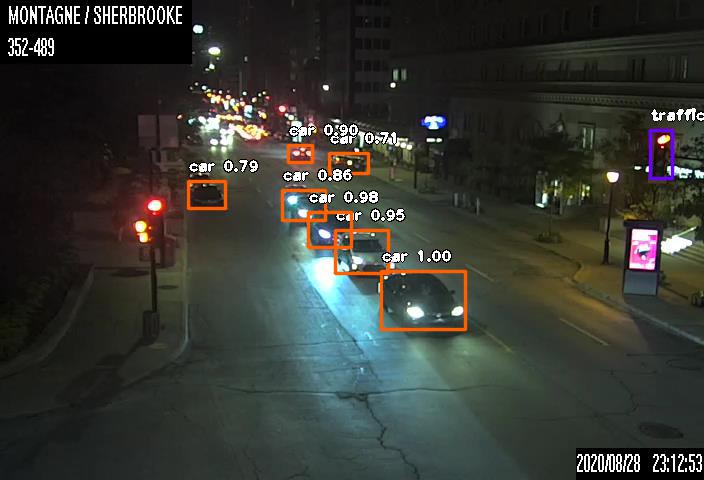 MONTAGNE / SHERBROOKE
352-489
car 0.90
car 0.71
traffic
car 0.79
car 0.86
car 0.98
car 0.95
car 1.00
2020/08/28 23:12:53